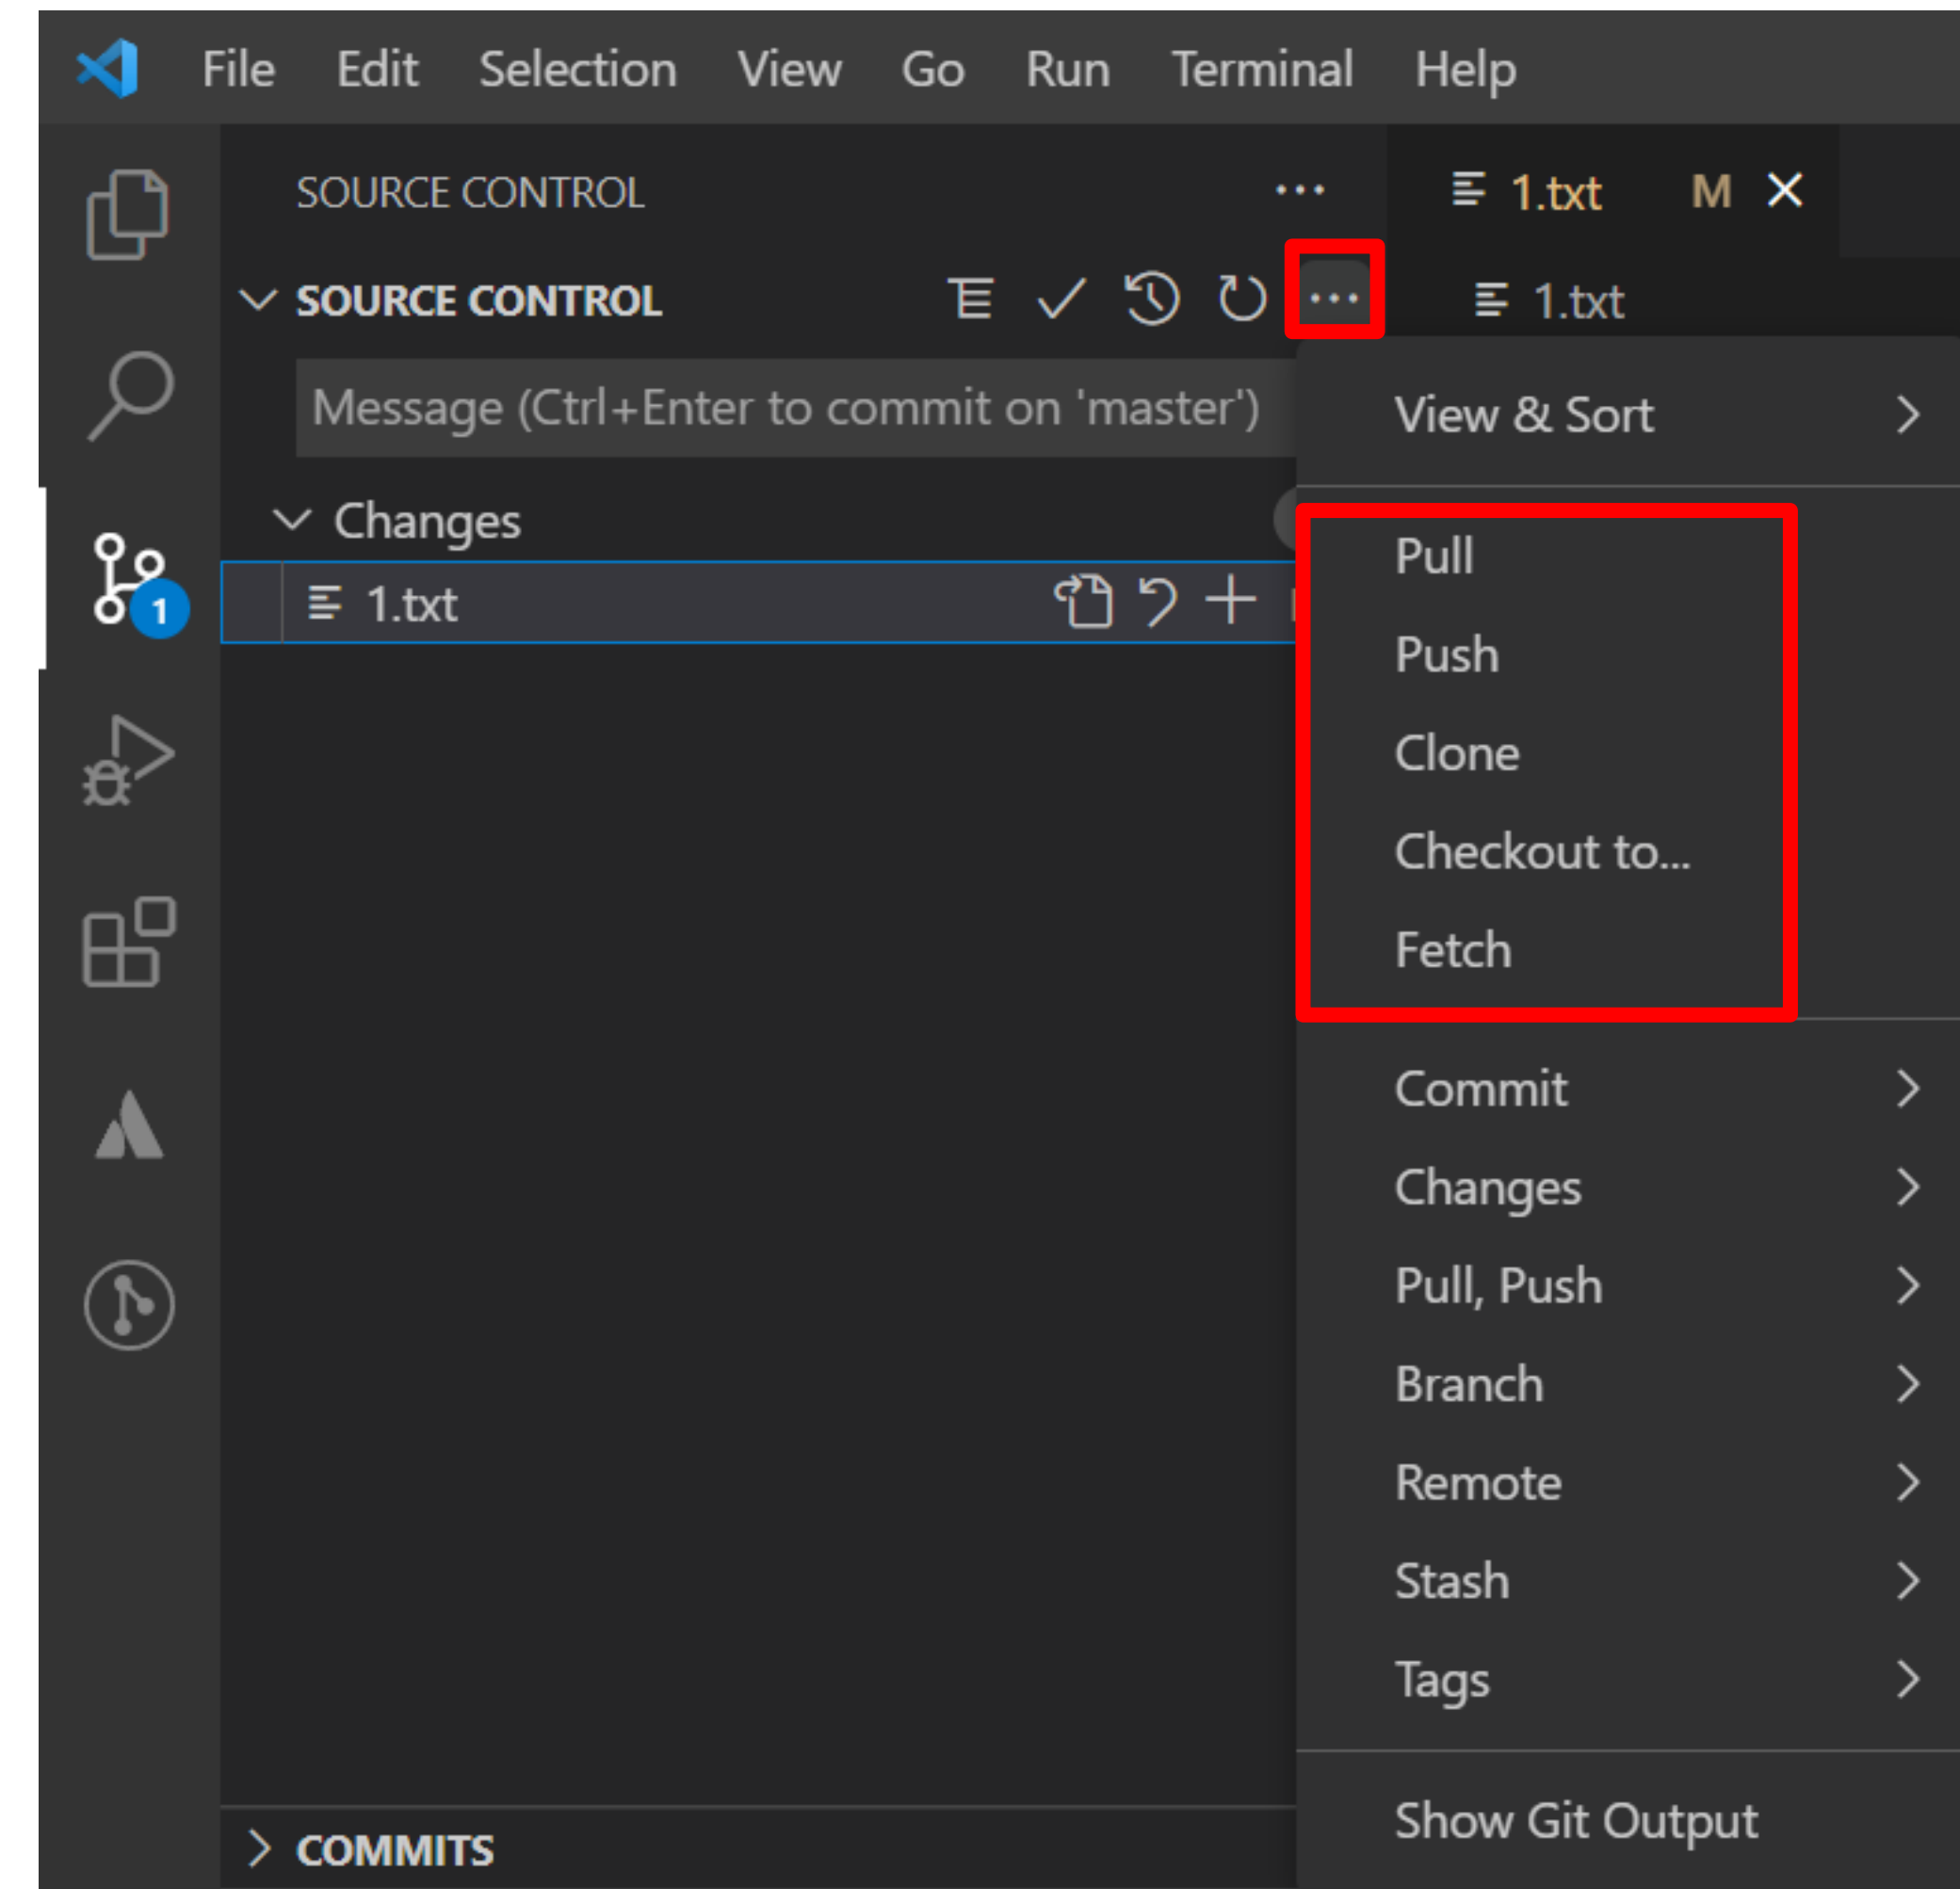 File Edit Selection View Go Run Terminal Help
SOURCE CONTROL
1.txt M
SOURCE CONTROL
1.txt
Message (Ctrl+Enter to commit on 'master')
Changes
1.txt
1
View & Sort
Pull
Push
Clone
Checkout to...
Fetch
Commit
Changes
Pull, Push
Branch
Remote
Stash
Tags
Show Git Output
COMMITS